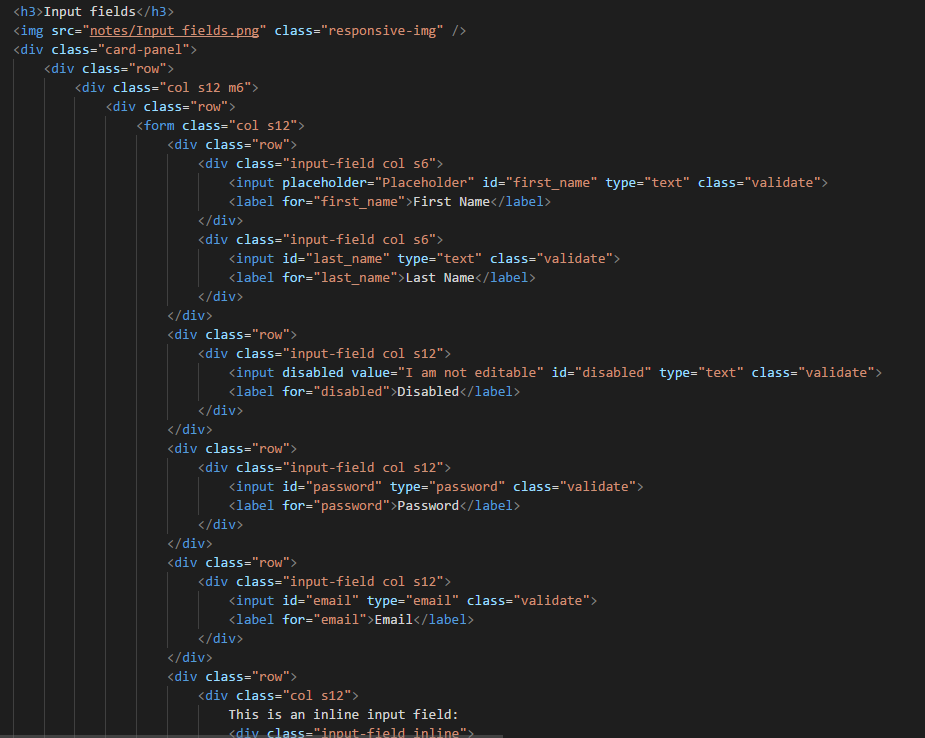 <h3>Input fields</h3>
<img src="notes/Input fields.png" class="responsive-img" />
<div class="card-panel">
<div class="row">
<div class="col s12 m6">
<div class="row">
<form class="col s12">
<div class="row">
<div class="input-field col s6">
<input placeholder="Placeholder" id="first_name" type="text" class="validate">
<label for="first_name">First Name</label>
</div>
<div class="input-field col s6">
<input id="last_name" type="text" class="validate">
<label for="last_name">Last Name</label>
</div>
</div>
<div class="row">
<div class="input-field col s12">
<input disabled value="I am not editable" id="disabled" type="text" class="validate">
<label for="disabled">Disabled</label>
</div>
</div>
<div class="row">
<div class="input-field col s12">
<input id="password" type="password" class="validate">
<label for="password">Password</label>
</div>
</div>
<div class="row">
<div class="input-field col s12">
<input id="email" type="email" class="validate">
<label for="email">Email</label>
</div>
</div>
<div class="row">
<div class="col s12">
This is an inline input field:
<div class="input-field inline">